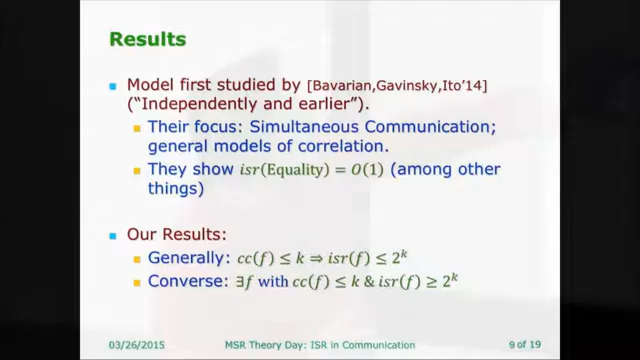 Results
Model first studied by [Bavarian,Gavinsky,Ito'14]
("Independently and earlier").
Their focus: Simultaneous Communication;
general models of correlation.
They show isr(Equality) = O(1) (among other
things)
Our Results:
Generally: cc(f) ≤ k ⇒ isr(f) ≤ 2^k
Converse: ∃f with cc(f) ≤ k & isr(f) ≥ 2^k
03/26/2015 MSR Theory Day: ISR in Communication 9 of 19